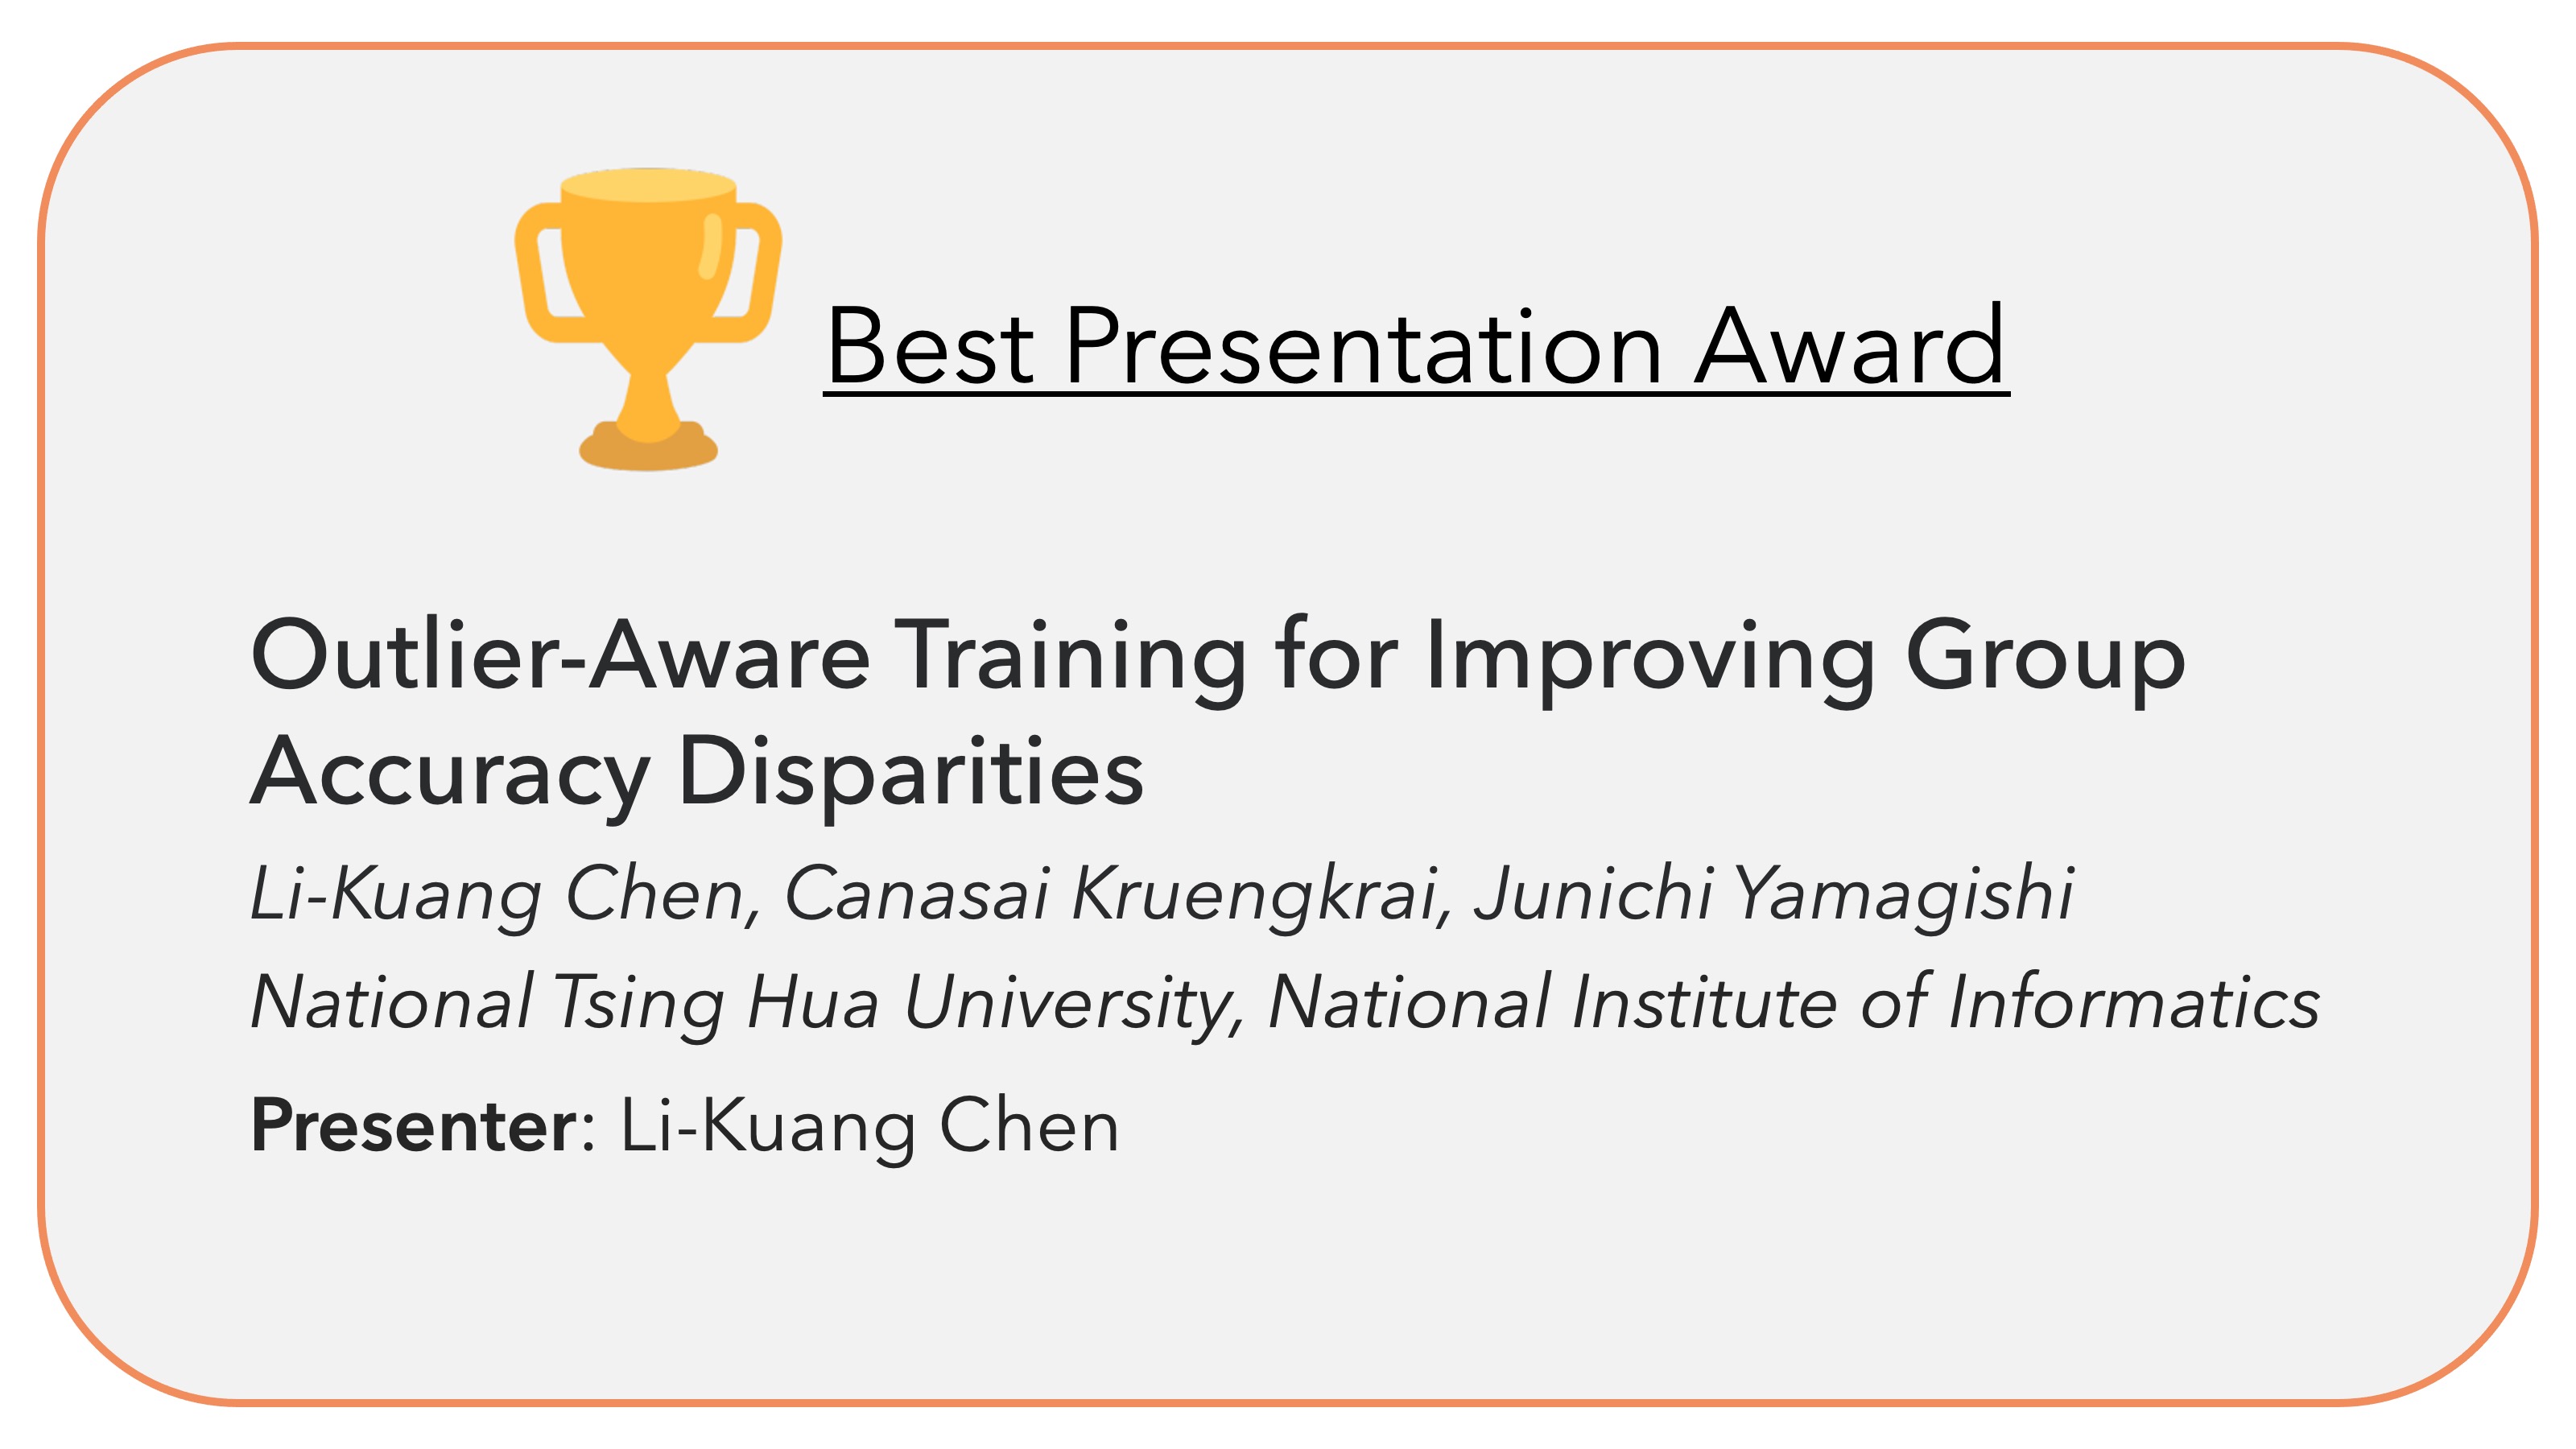 Best Presentation Award
Outlier-Aware Training for Improving Group
Accuracy Disparities
Li-Kuang Chen, Canasai Kruengkrai, Junichi Yamagishi
National Tsing Hua University, National Institute of Informatics
Presenter: Li-Kuang Chen